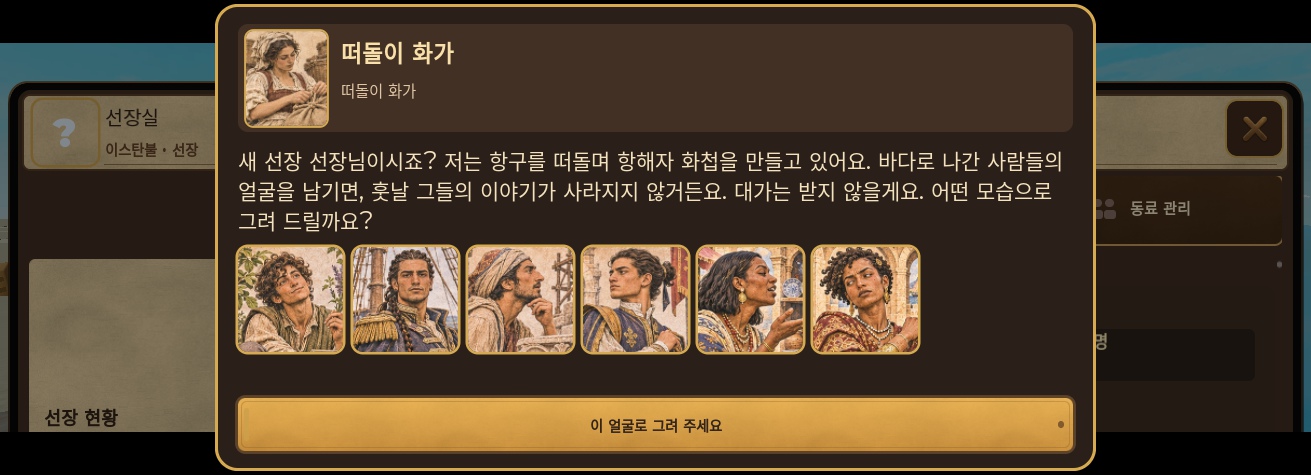 떠돌이 화가
떠돌이 화가
새 선장 선장님이시죠? 저는 항구를 떠돌며 항해자 화첩을 만들고 있어요. 바다로 나간 사람들의
얼굴을 남기면, 훗날 그들의 이야기가 사라지지 않거든요. 대가는 받지 않을게요. 어떤 모습으로
그려 드릴까요?
이 얼굴로 그려 주세요
?
선장실
이스탄불 · 선장
동료 관리
명
선장 현황